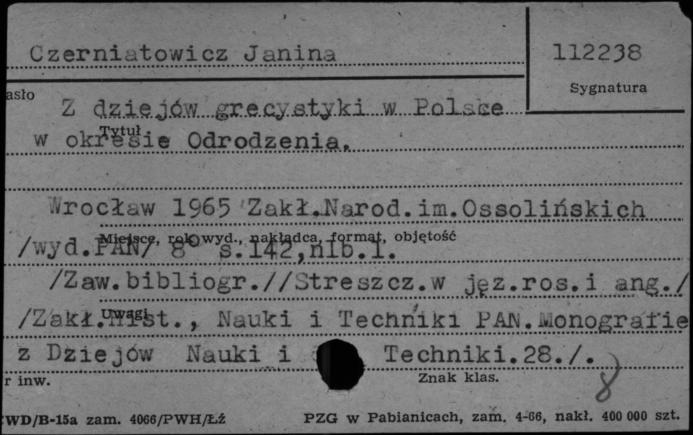 Czerniatowicz Janina
112238
Sygnatura
asło
Z dziejów grecystyki w Polsce
Tytuł
w okresie Odrodzenia.
Wrocław 1965 Zakł.Narod.im.Ossolińskich
Miejsce, rok wyd., nakładca, format, objętość
/wyd.PAN/ 8° s.142,nlb.1.
/Zaw.bibliogr.//Streszcz.w jęz.ros.i ang./
Uwagi
/Zakł.Hist., Nauki i Techniki PAN.Monografie
z Dziejów Nauki i Techniki.28./.
r inw.
Znak klas.
8
WD/B-15a zam. 4066/PWH/Łź
PZG w Pabianicach, zam. 4-66, nakł. 400 000 szt.